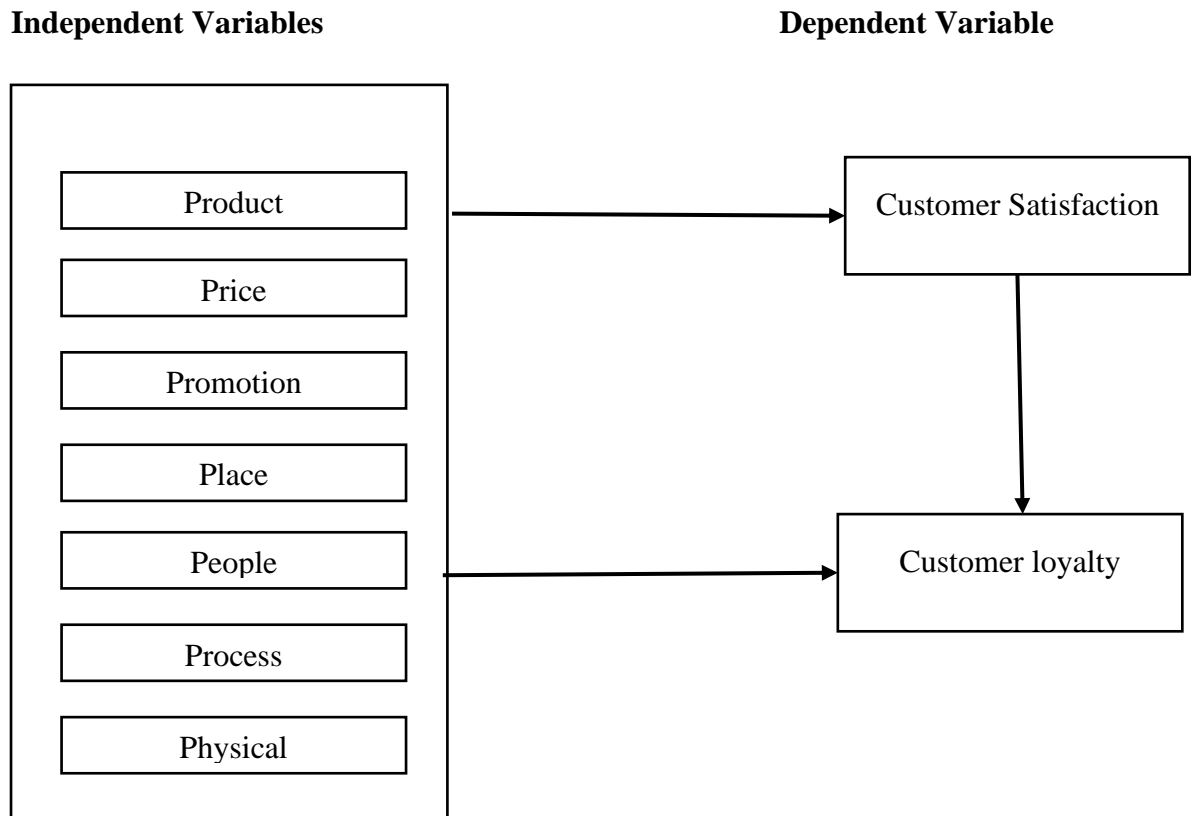 Independent Variables
Dependent Variable
Product
Price
Promotion
Place
People
Process
Physical
Customer Satisfaction
Customer loyalty